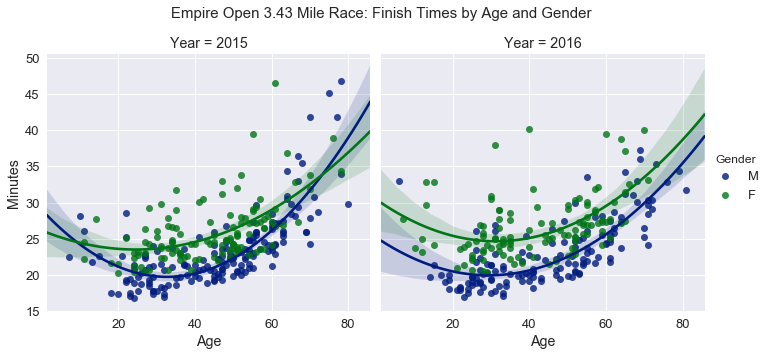 Empire Open 3.43 Mile Race: Finish Times by Age and Gender
Year = 2015
Year = 2016
50
45
40
35
30
25
20
15
Minutes
20 40 60 80
20 40 60 80
Age
Age
Gender
M
F